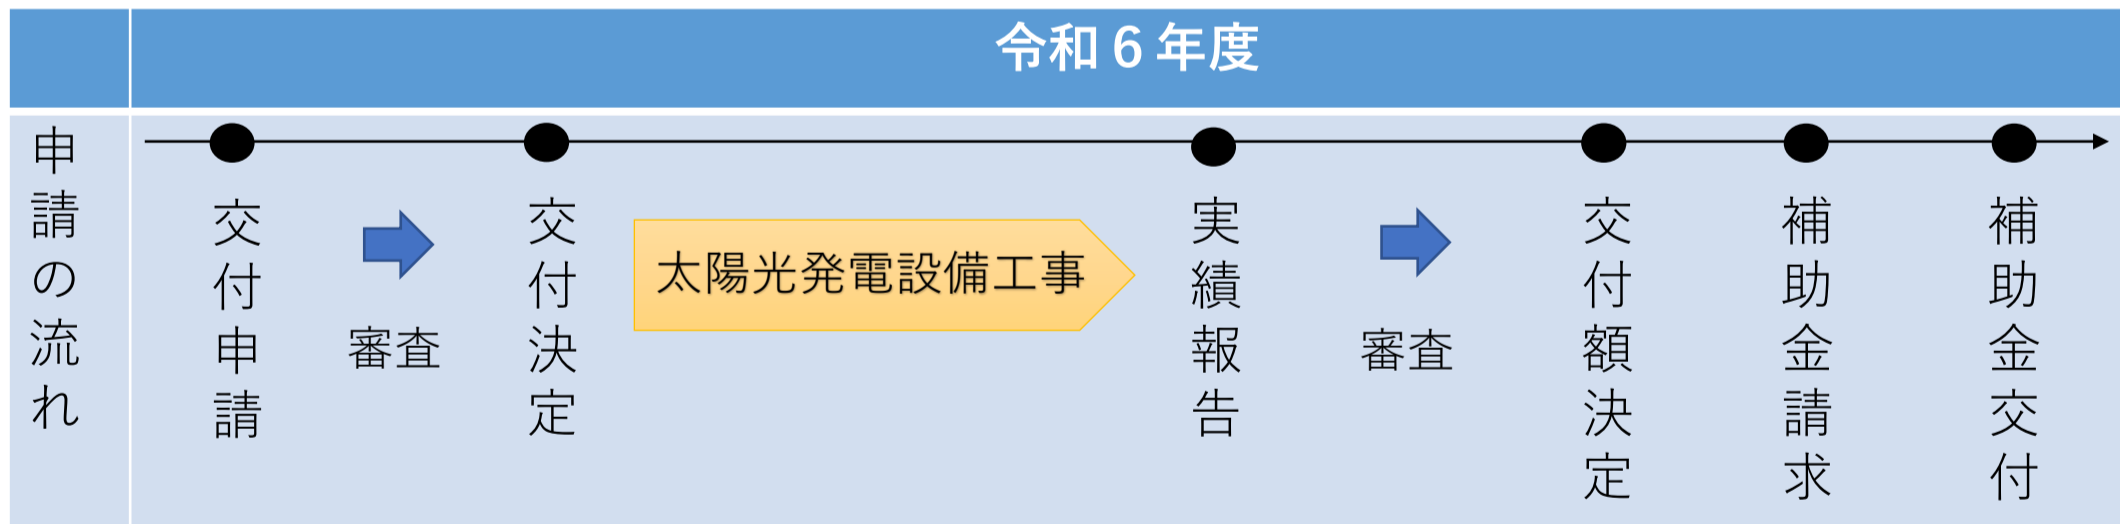 令和６年度
申請の流れ
交付申請
審査
交付決定
太陽光発電設備工事
実績報告
審査
交付額決定
補助金請求
補助金交付